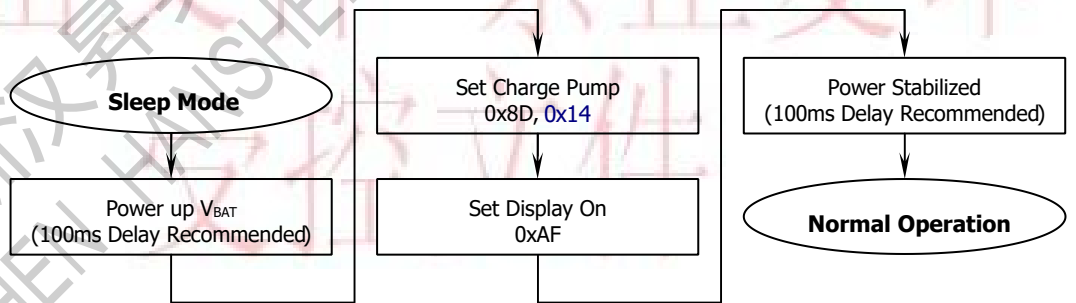 Sleep Mode
Power up VBAT
(100ms Delay Recommended)
Set Charge Pump
0x8D, 0x14
Set Display On
0xAF
Power Stabilized
(100ms Delay Recommended)
Normal Operation